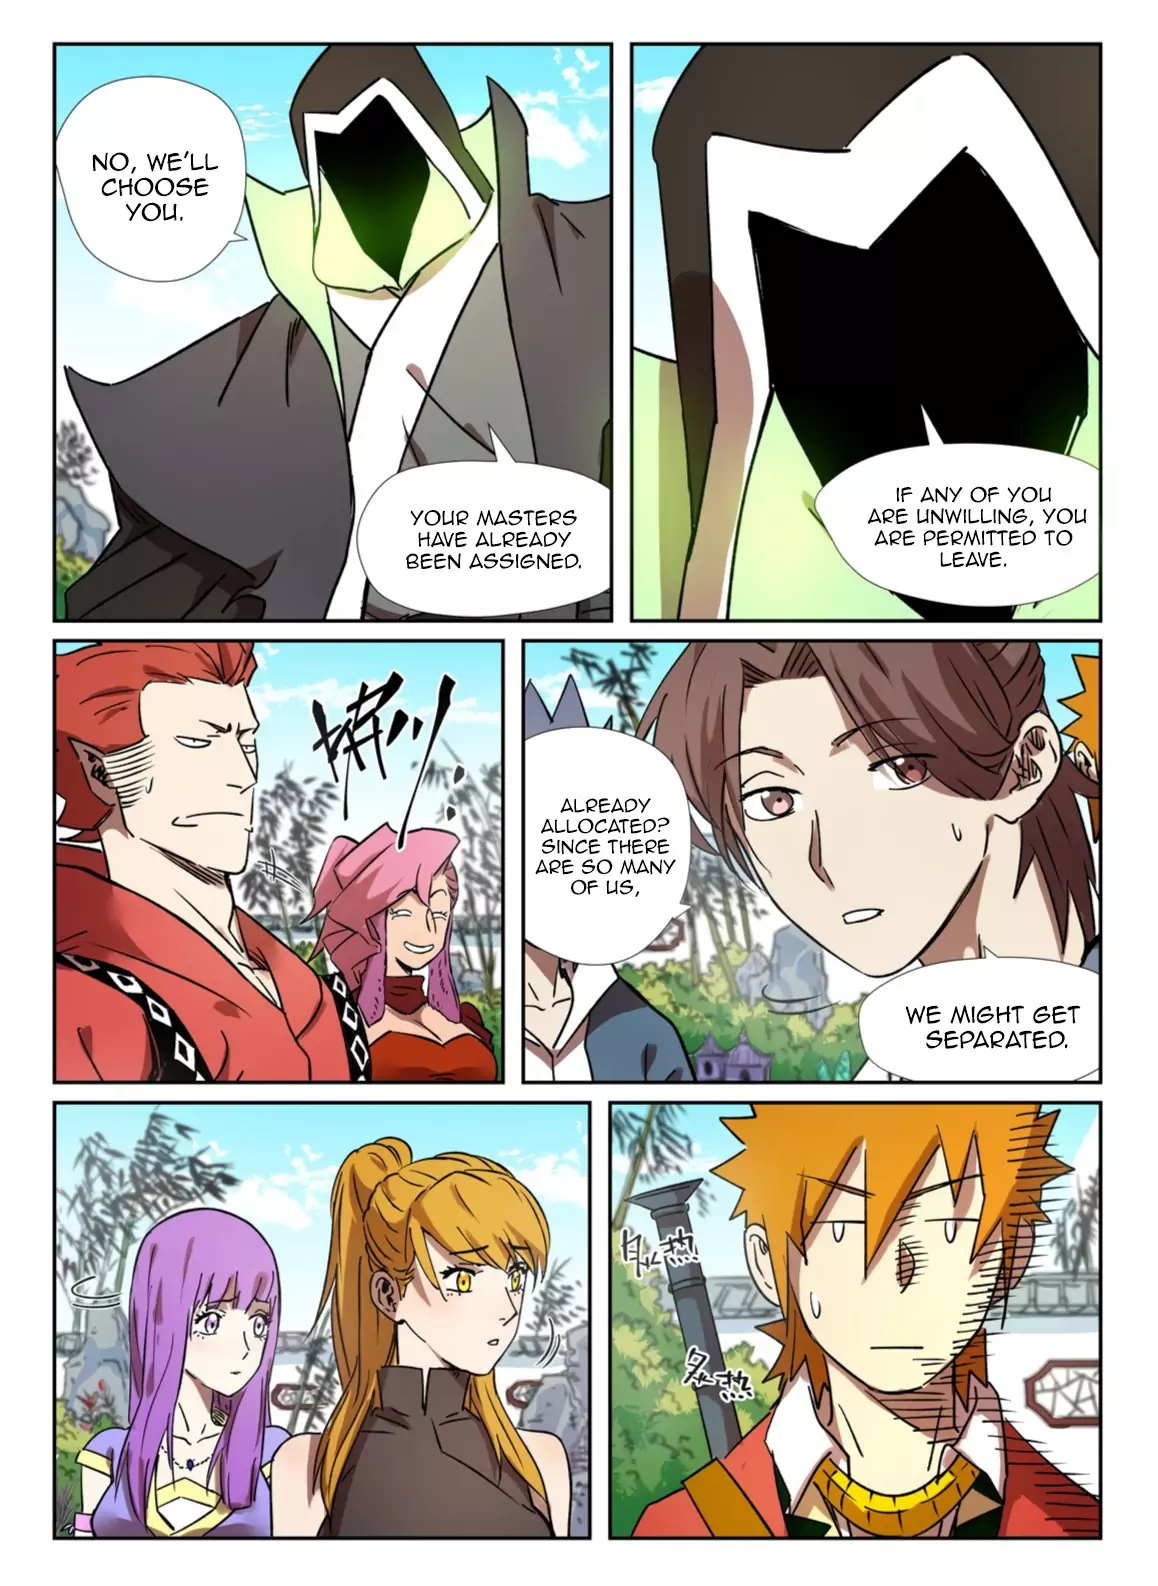 NO, WE'LL
CHOOSE
YOU.
YOUR MASTERS
HAVE ALREADY
BEEN ASSIGNED.
IF ANY OF YOU
ARE UNWILLING, YOU
ARE PERMITTED TO
LEAVE.
ALREADY
ALLOCATED?
SINCE THERE
ARE SO MANY
OF US,
WE MIGHT GET
SEPARATED.